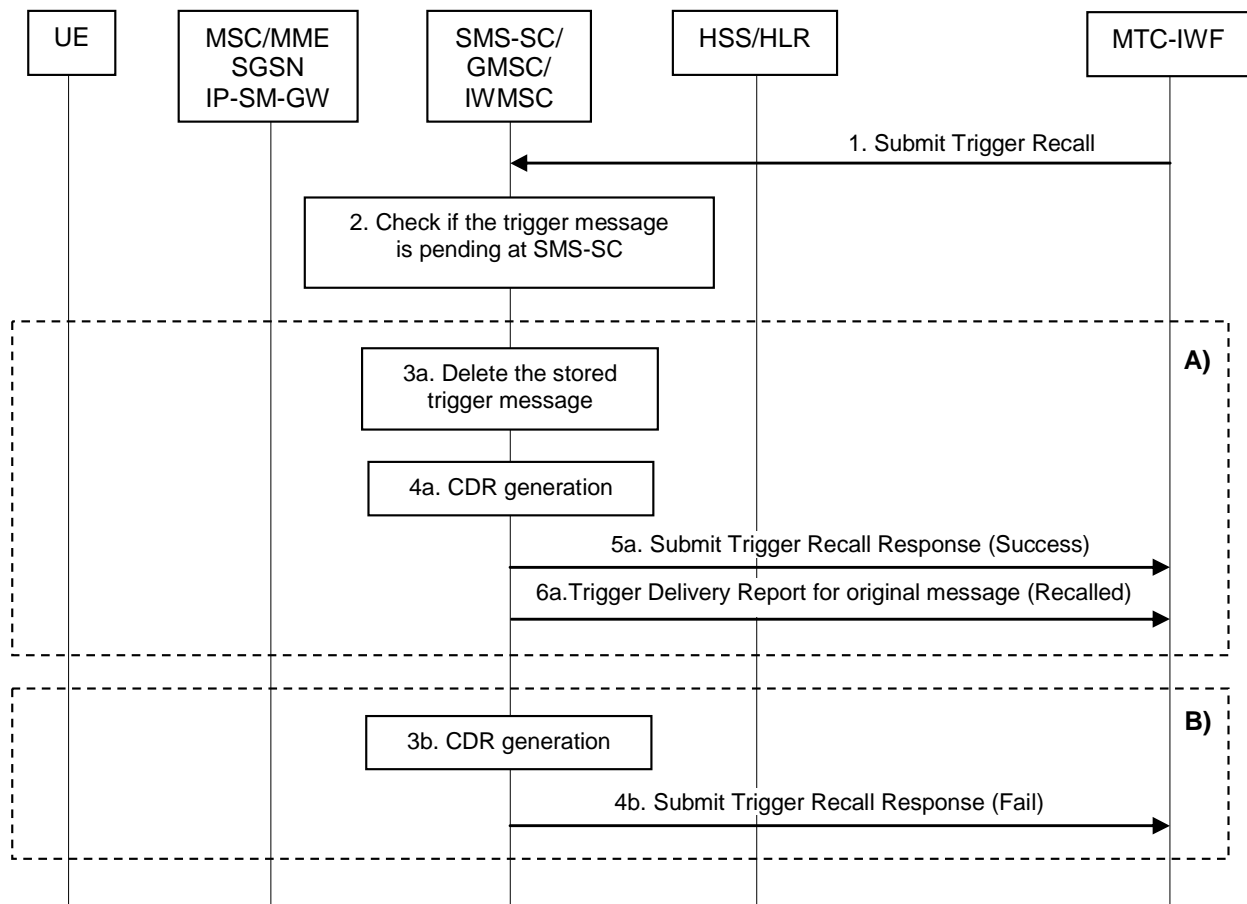 UE
MSC/MME
SGSN
IP-SM-GW
SMS-SC/
GMSC/
IWMSC
HSS/HLR
MTC-IWF
1. Submit Trigger Recall
2. Check if the trigger message
is pending at SMS-SC
A)
3a. Delete the stored
trigger message
4a. CDR generation
5a. Submit Trigger Recall Response (Success)
6a.Trigger Delivery Report for original message (Recalled)
B)
3b. CDR generation
4b. Submit Trigger Recall Response (Fail)